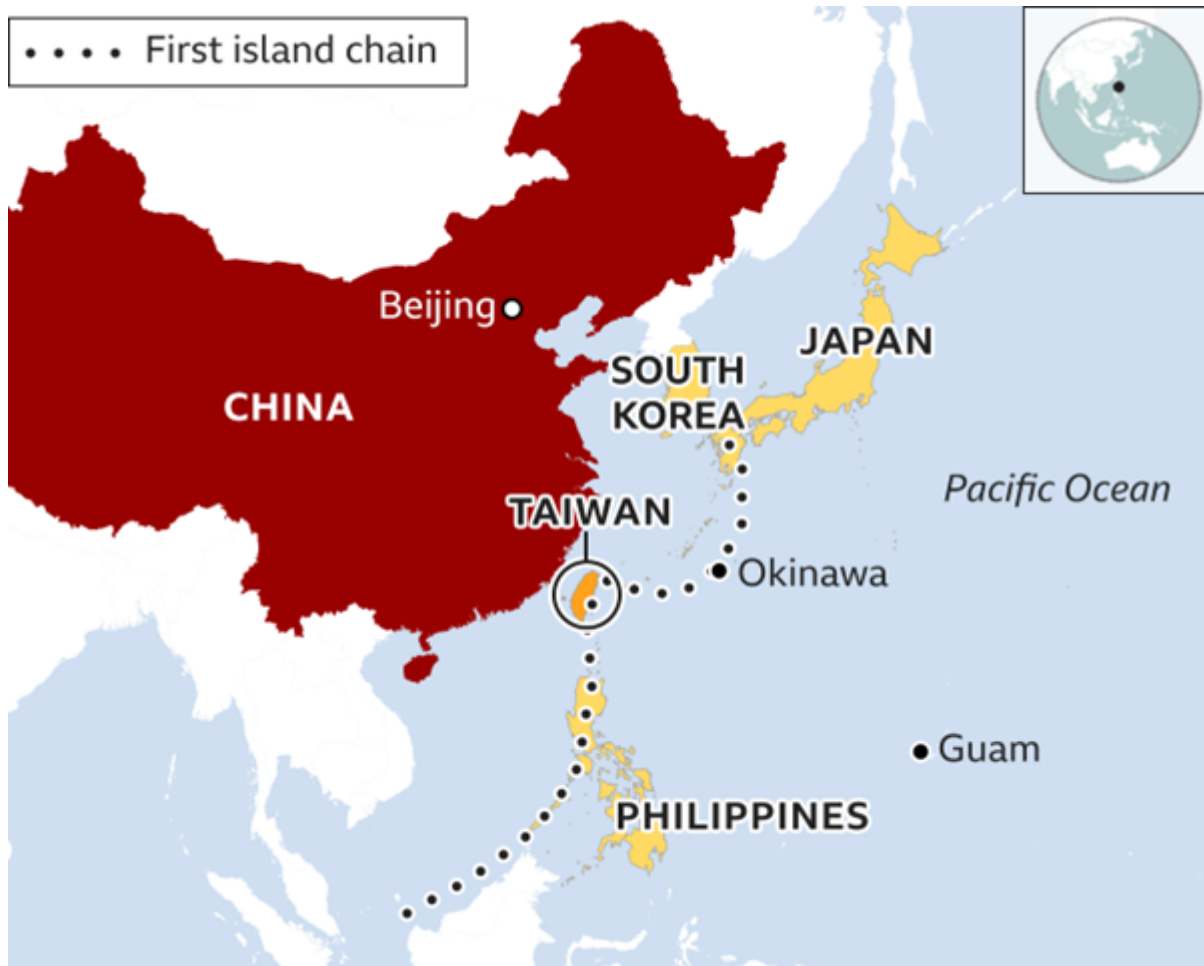 First island chain
Beijing
CHINA
SOUTH
KOREA
JAPAN
Pacific Ocean
TAIWAN
Okinawa
Guam
PHILIPPINES